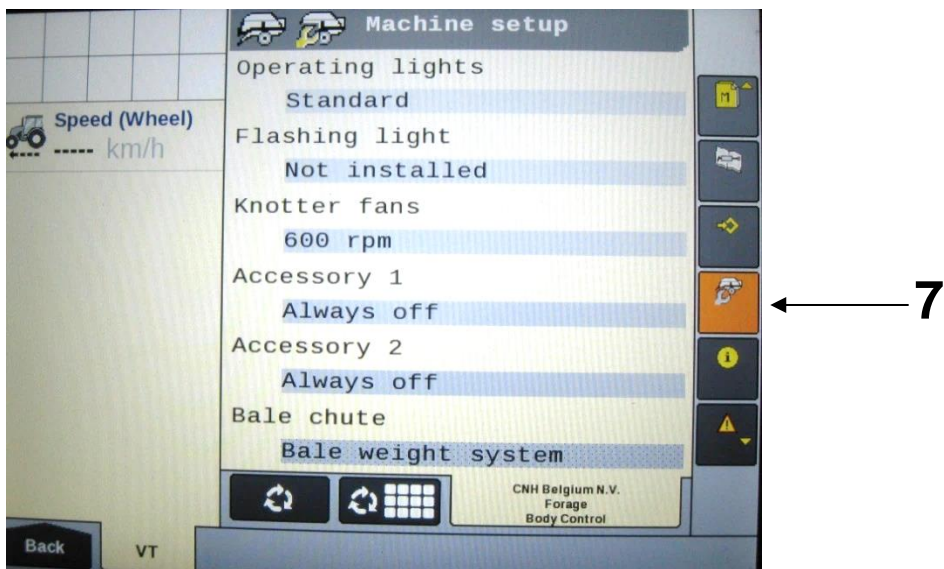 Machine setup
Operating lights
Standard
Speed (Wheel)
----- km/h
Flashing light
Not installed
Knotter fans
600 rpm
Accessory 1
Always off
Accessory 2
Always off
Bale chute
Bale weight system
M
i
7
CNH Belgium N.V.
Forage
Body Control
Back
VT